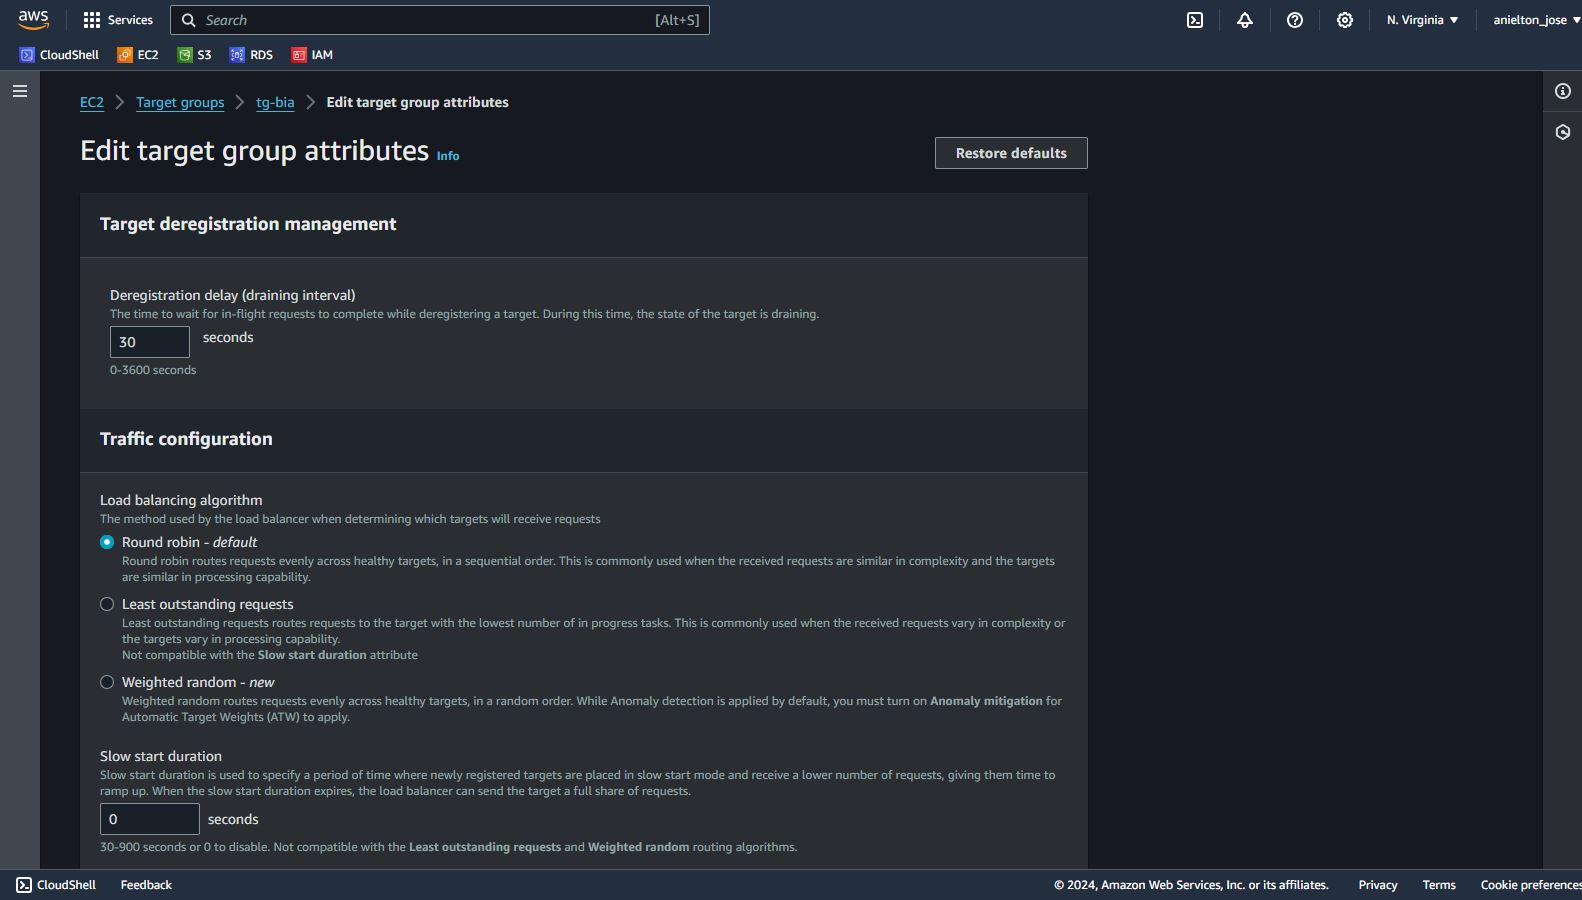 aws
Services
Search
[Alt+S]
N. Virginia
anielton_jose
CloudShell
EC2
S3
RDS
IAM
EC2
Target groups
tg-bia
Edit target group attributes
Edit target group attributes
Info
Restore defaults
Target deregistration management
Deregistration delay (draining interval)
The time to wait for in-flight requests to complete while deregistering a target. During this time, the state of the target is draining.
30
seconds
0-3600 seconds
Traffic configuration
Load balancing algorithm
The method used by the load balancer when determining which targets will receive requests
Round robin - default
Round robin routes requests evenly across healthy targets, in a sequential order. This is commonly used when the received requests are similar in complexity and the targets
are similar in processing capability.
Least outstanding requests
Least outstanding requests routes requests to the target with the lowest number of in progress tasks. This is commonly used when the received requests vary in complexity or
the targets vary in processing capability.
Not compatible with the Slow start duration attribute
Weighted random - new
Weighted random routes requests evenly across healthy targets, in a random order. While Anomaly detection is applied by default, you must turn on Anomaly mitigation for
Automatic Target Weights (ATW) to apply.
Slow start duration
Slow start duration is used to specify a period of time where newly registered targets are placed in slow start mode and receive a lower number of requests, giving them time to
ramp up. When the slow start duration expires, the load balancer can send the target a full share of requests.
0
seconds
30-900 seconds or 0 to disable. Not compatible with the Least outstanding requests and Weighted random routing algorithms.
CloudShell
Feedback
© 2024, Amazon Web Services, Inc. or its affiliates.
Privacy
Terms
Cookie preferences